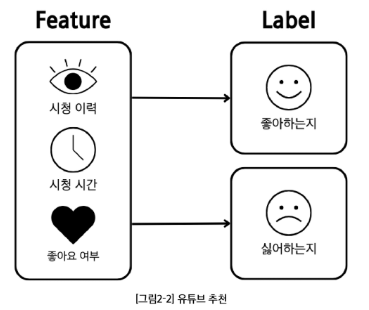 Feature
Label
시청 이력
시청 시간
좋아요 여부
좋아하는지
싫어하는지
[그림2-2] 유튜브 추천